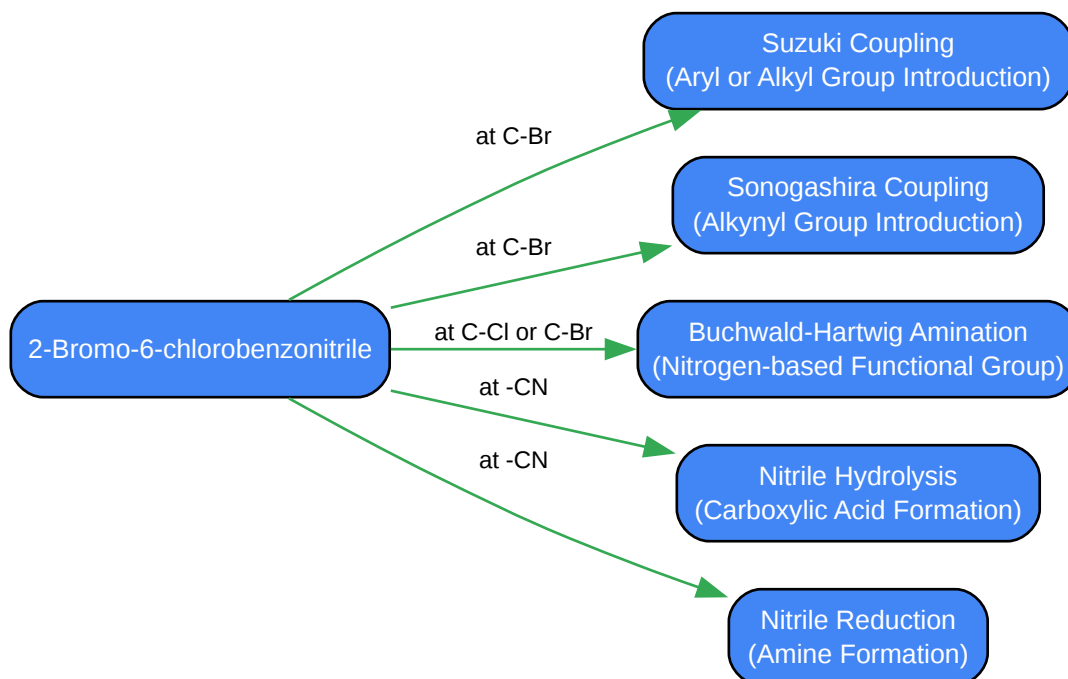 Suzuki Coupling
(Aryl or Alkyl Group Introduction)
at C-Br
Sonogashira Coupling
(Alkynyl Group Introduction)
at C-Br
2-Bromo-6-chlorobenzonitrile
at C-Cl or C-Br
Buchwald-Hartwig Amination
(Nitrogen-based Functional Group)
at -CN
Nitrile Hydrolysis
(Carboxylic Acid Formation)
at -CN
Nitrile Reduction
(Amine Formation)